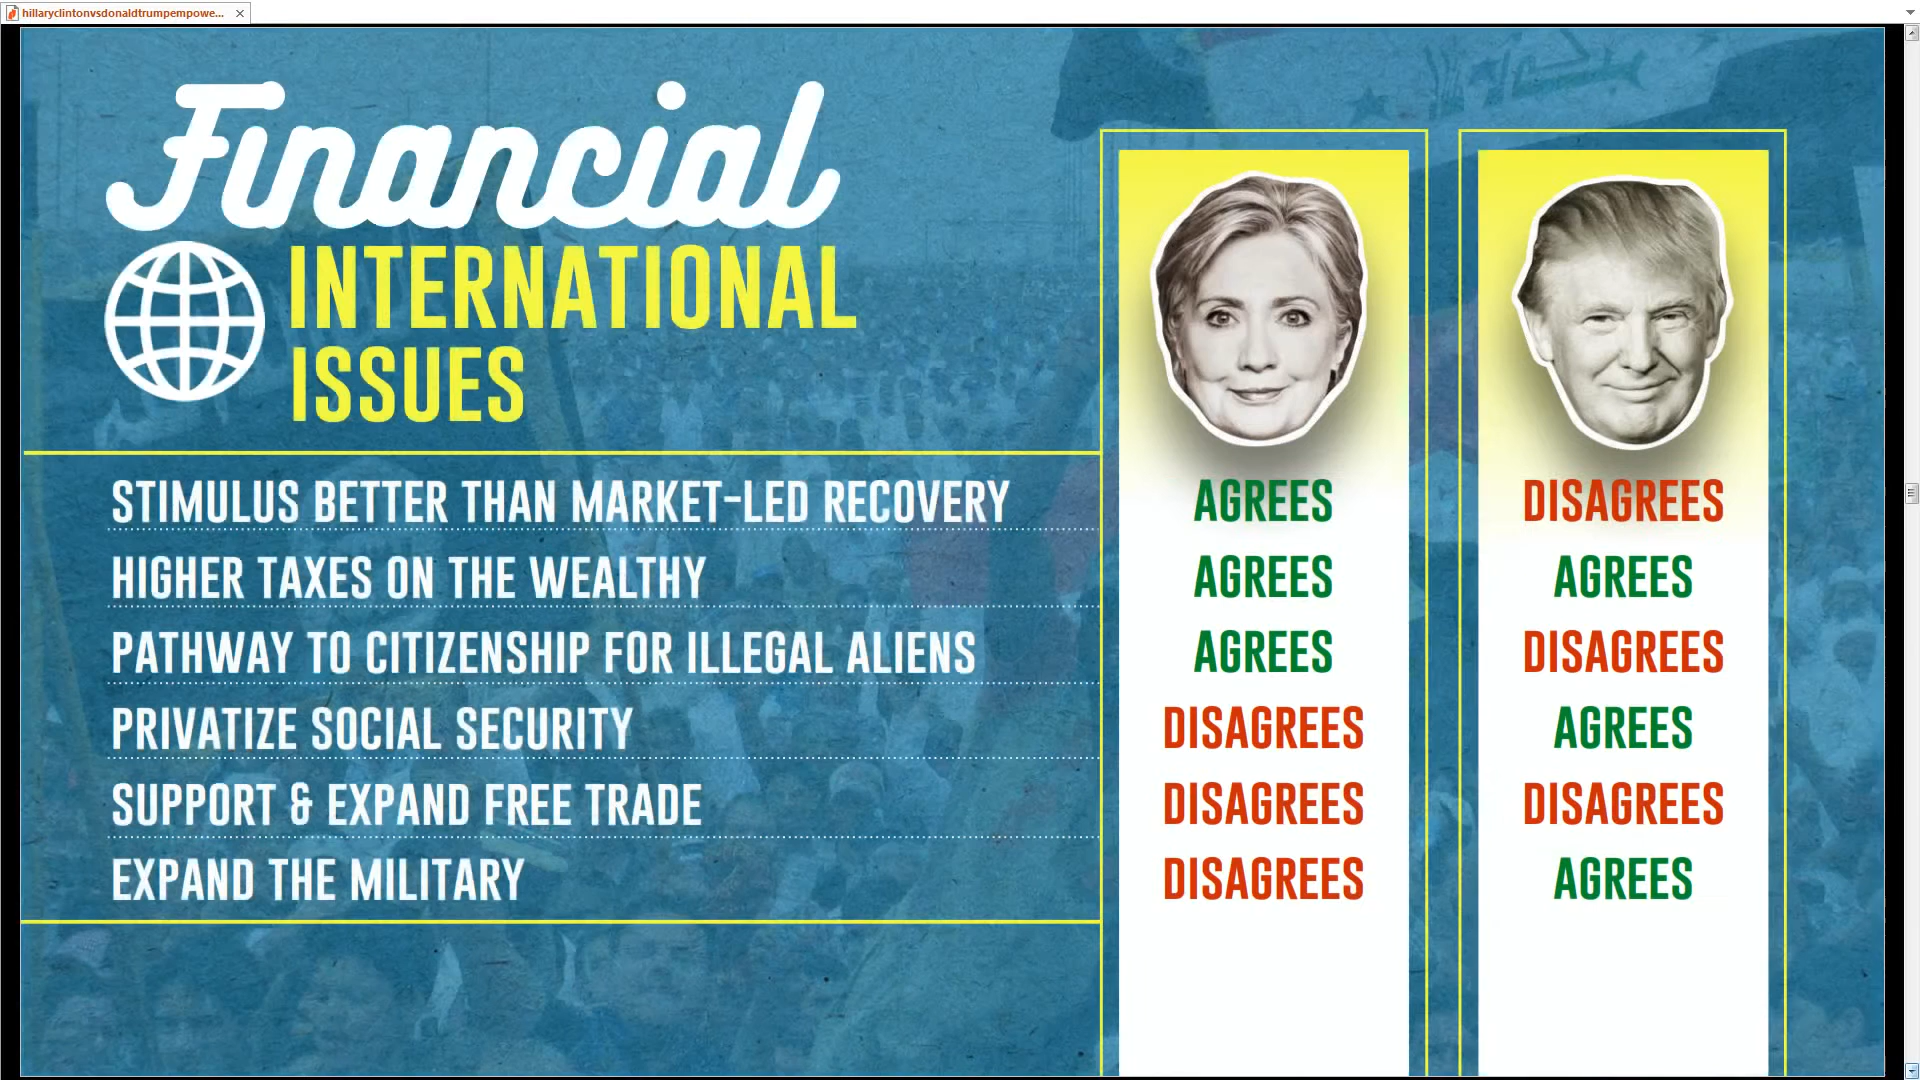 hillaryclintonvsdonaldtrumpempowe...
Financial
INTERNATIONAL
ISSUES
STIMULUS BETTER THAN MARKET-LED RECOVERY AGREES DISAGREES
HIGHER TAXES ON THE WEALTHY AGREES AGREES
PATHWAY TO CITIZENSHIP FOR ILLEGAL ALIENS AGREES DISAGREES
PRIVATIZE SOCIAL SECURITY DISAGREES AGREES
SUPPORT & EXPAND FREE TRADE DISAGREES DISAGREES
EXPAND THE MILITARY DISAGREES AGREES